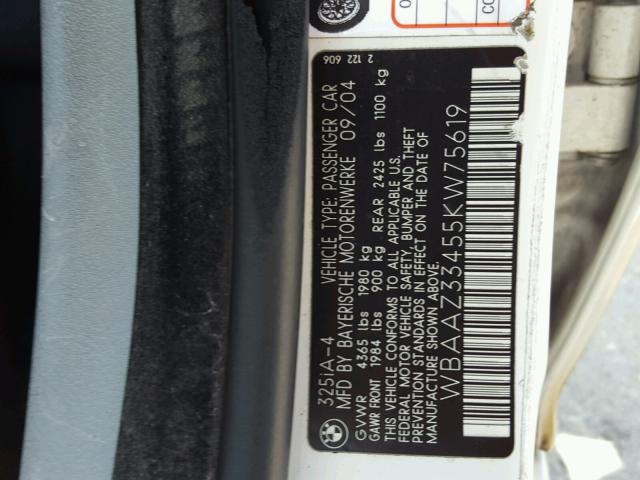 325iA-4 VEHICLE TYPE: PASSENGER CAR
MFD BY BAYERISCHE MOTORENWERKE 09/04
GVWR 4365 lbs 1980 kg
GAWR FRONT 1984 lbs 900 kg REAR 2425 lbs 1100 kg
THIS VEHICLE CONFORMS TO ALL APPLICABLE U.S.
FEDERAL MOTOR VEHICLE SAFETY, BUMPER AND THEFT
PREVENTION STANDARDS IN EFFECT ON THE DATE OF
MANUFACTURE SHOWN ABOVE.
WBAAZ33455KW75619
2 122 606